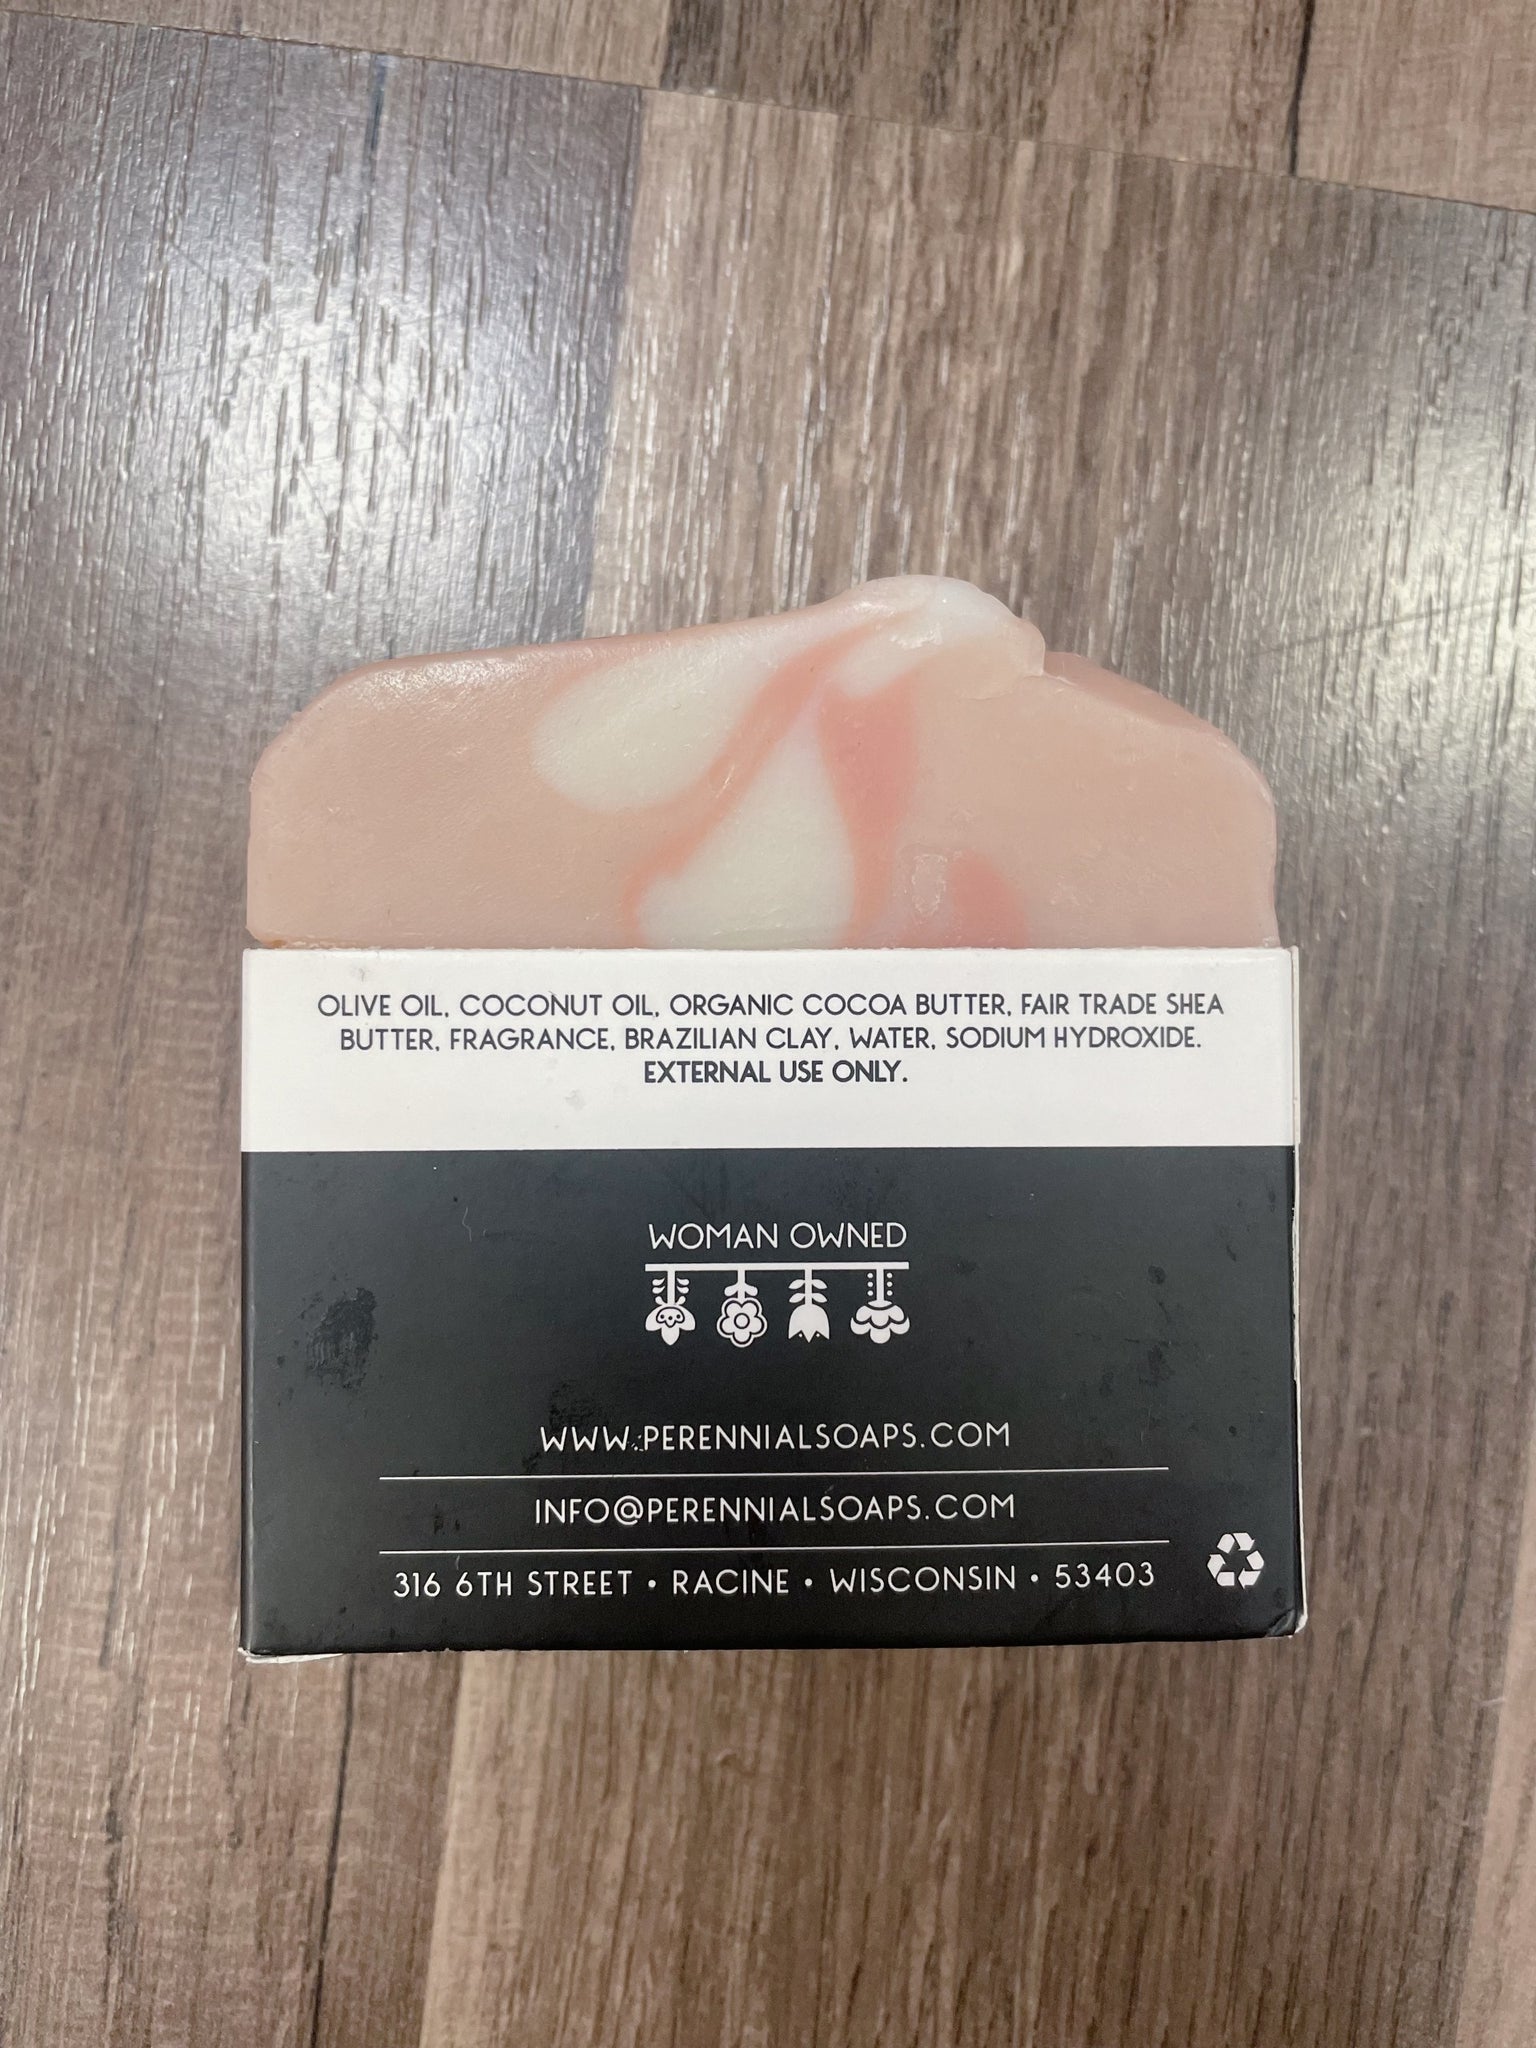 OLIVE OIL, COCONUT OIL, ORGANIC COCOA BUTTER, FAIR TRADE SHEA
BUTTER, FRAGRANCE, BRAZILIAN CLAY, WATER, SODIUM HYDROXIDE.
EXTERNAL USE ONLY.
WOMAN OWNED
WWW.PERENNIALSOAPS.COM
INFO@PERENNIALSOAPS.COM
316 6TH STREET • RACINE • WISCONSIN • 53403